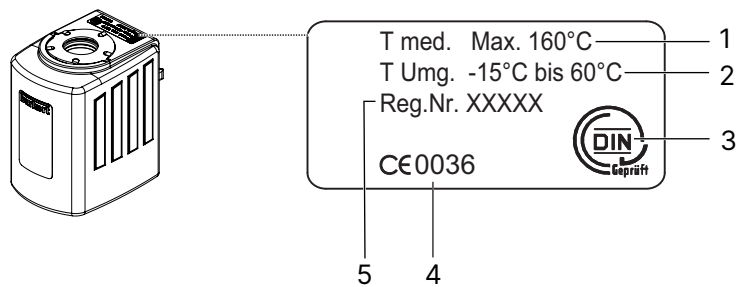 T med. Max. 160°C
1
T Umg. -15°C bis 60°C
2
Reg.Nr. XXXXX
DIN
Geprüft
3
CE0036
5
4